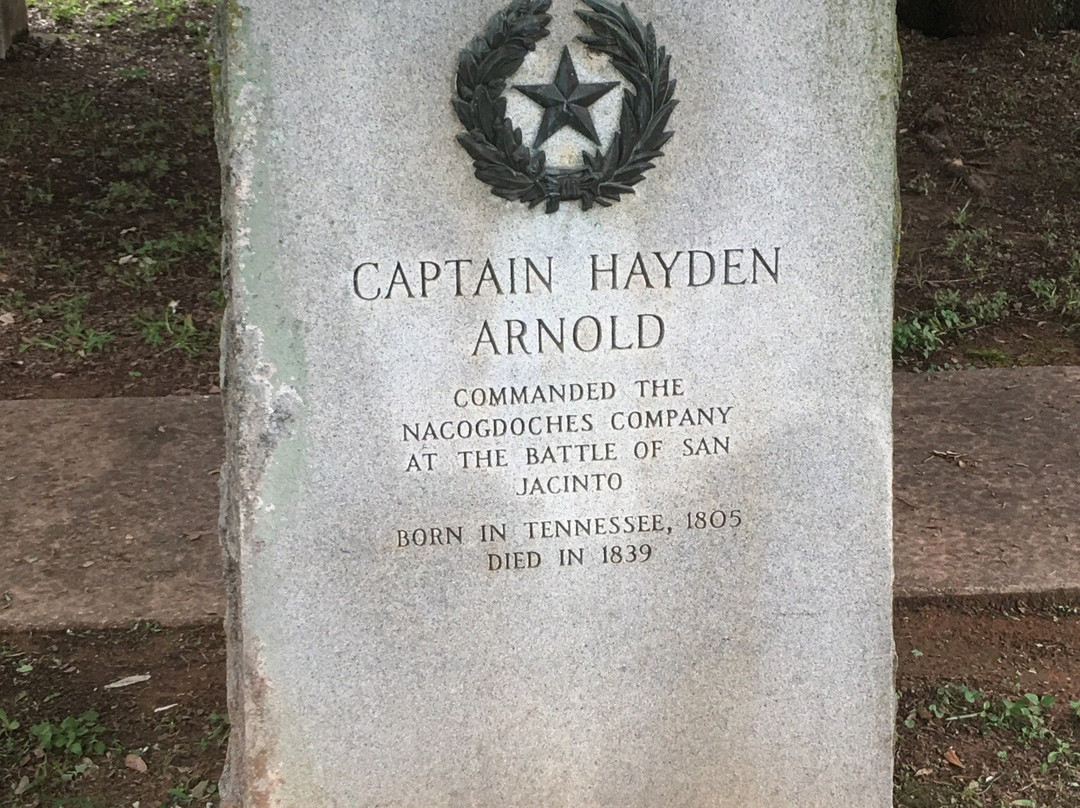 CAPTAIN HAYDEN
ARNOLD
COMMANDED THE
NACOGDOCHES COMPANY
AT THE BATTLE OF SAN
JACINTO
BORN IN TENNESSEE, 1805
DIED IN 1839